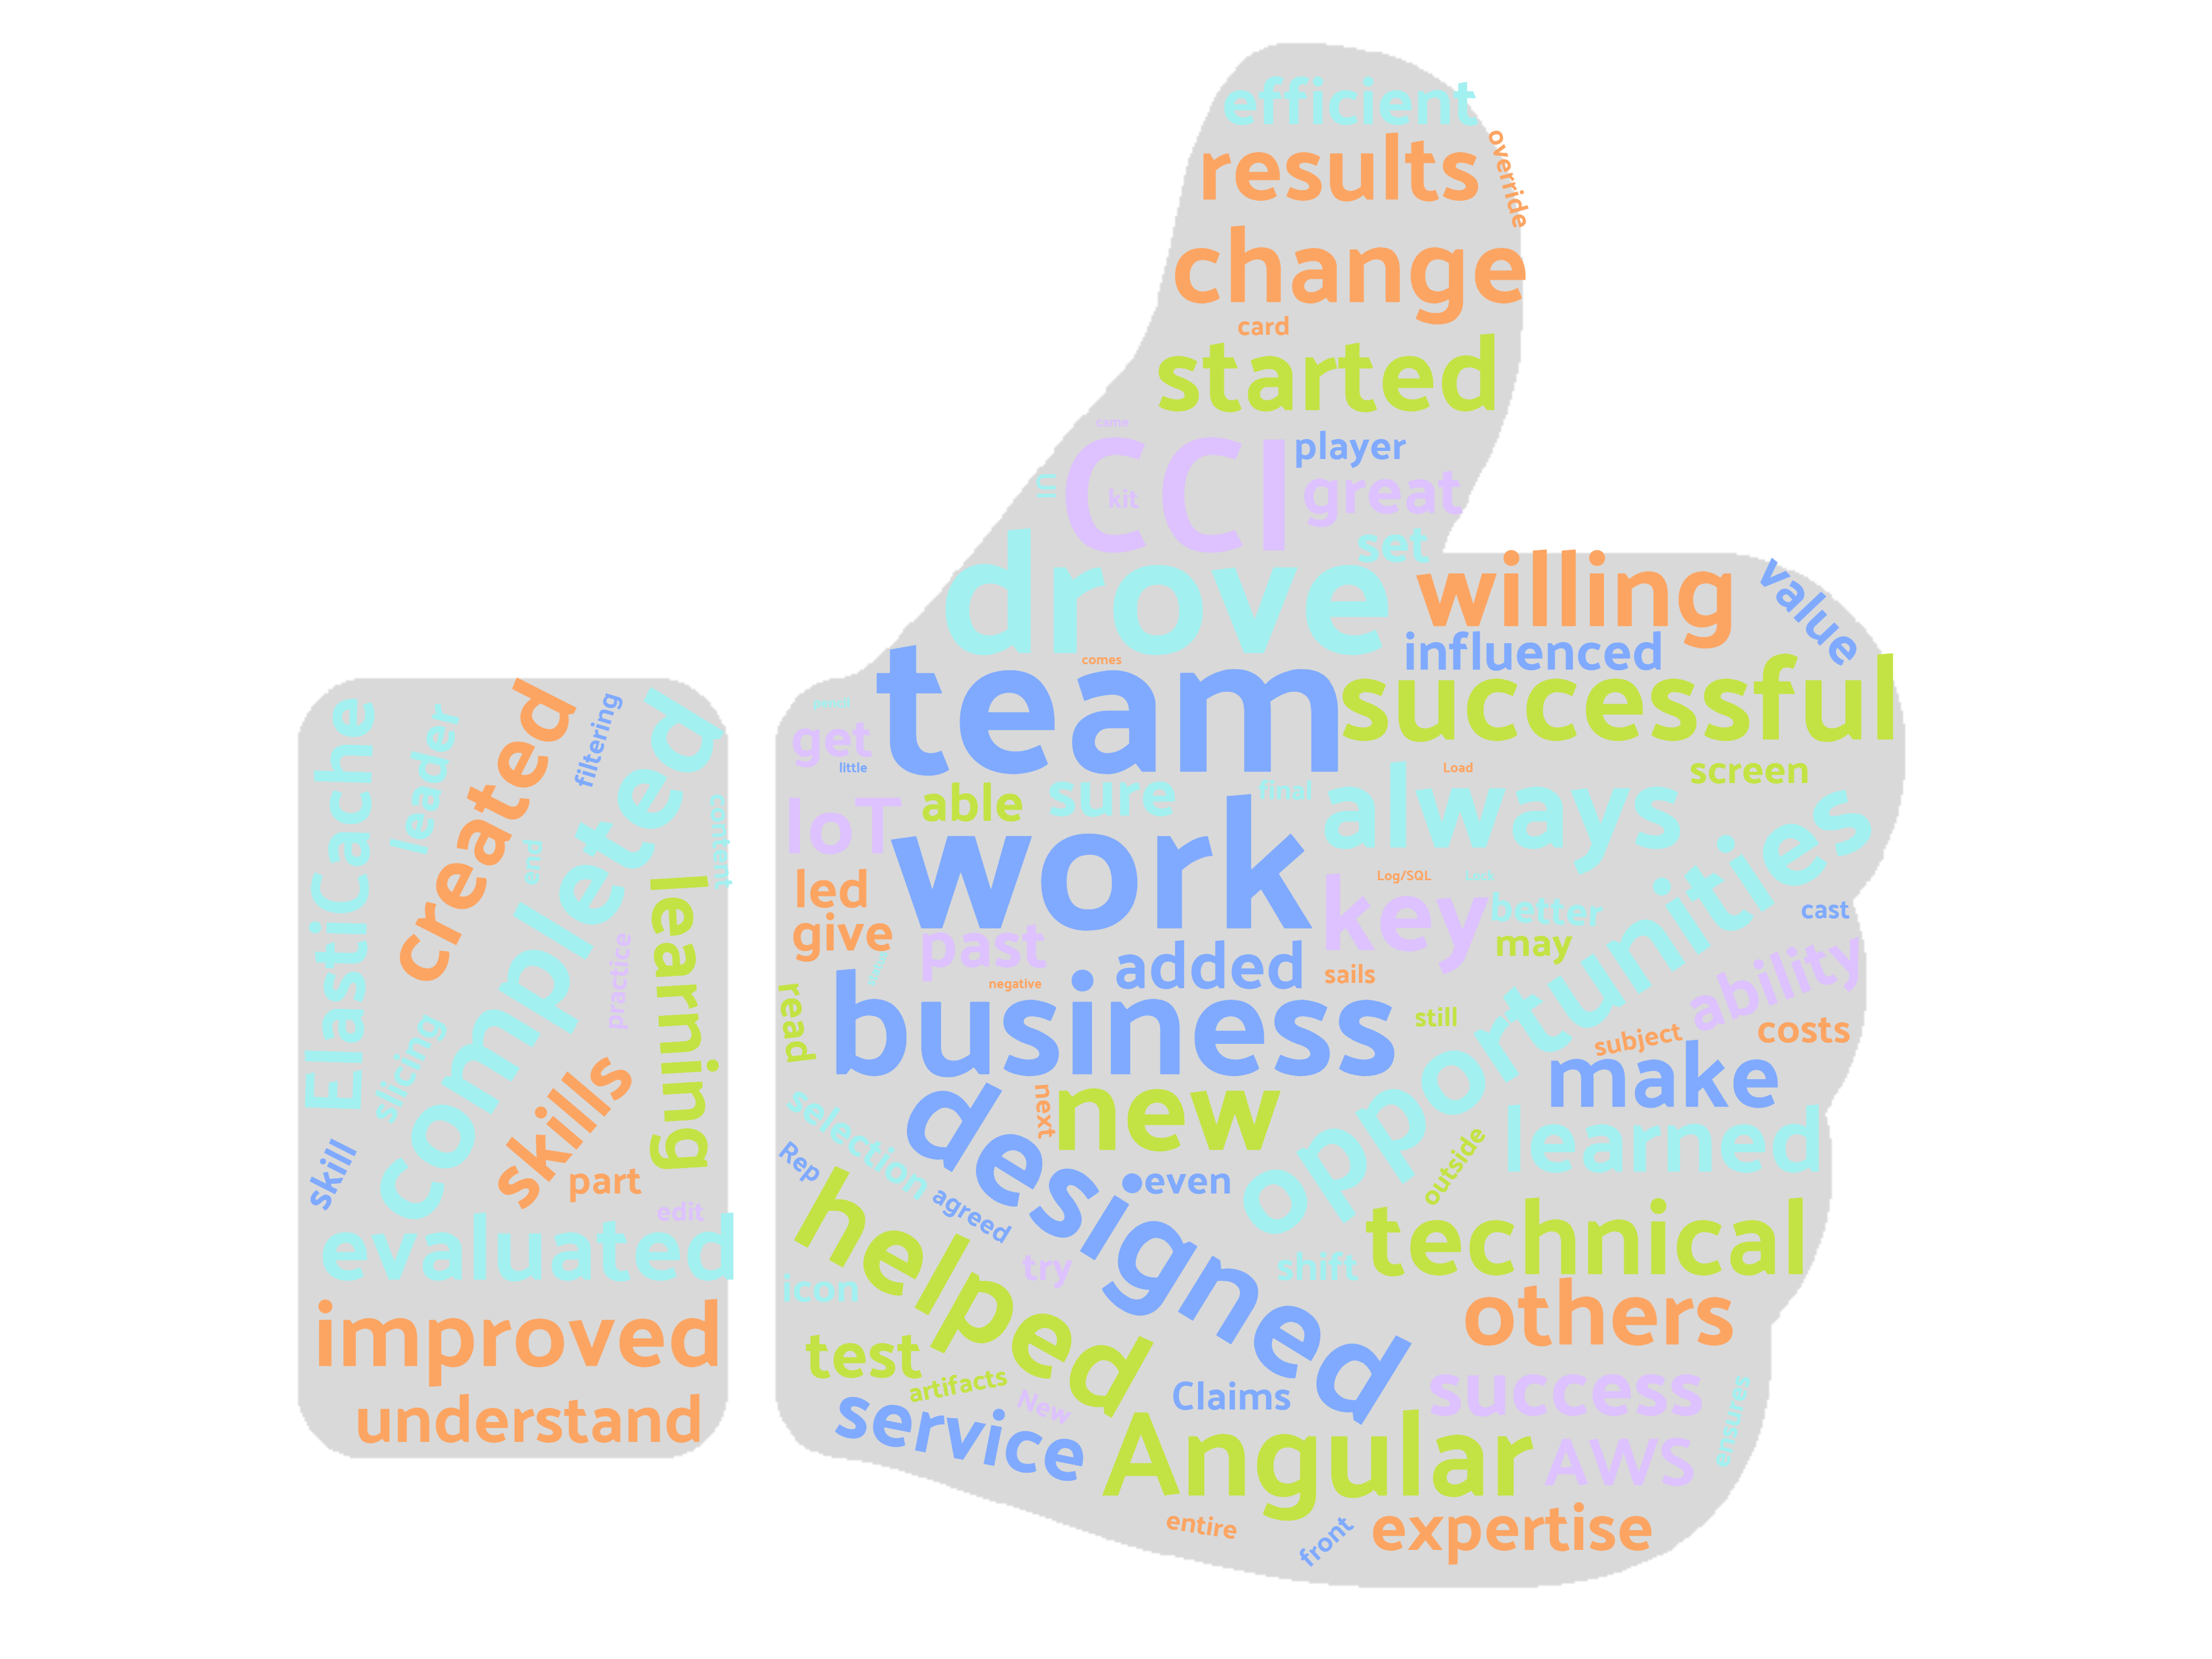 efficient
results
override
change
card
started
came
CCI
player
in
kit
great
set
drove
willing
value
influenced
comes
team
successful
get
little
Load
screen
IoT
able
sure
final
always
work
led
Log/SQL
key
better
cast
give
past
may
added
sails
ability
negative
read
business
still
opportunities
subject
costs
make
next
new
selection
designed
learned
outside
Rep
even
agreed
helped
technical
try
shift
icon
others
test
artifacts
New
Claims
success
ensures
service
Angular
AWS
entire
front
expertise
ElastiCache
leader
created
filtering
completed
content
end
learning
practice
slicing
skills
skill
part
edit
evaluated
improved
understand